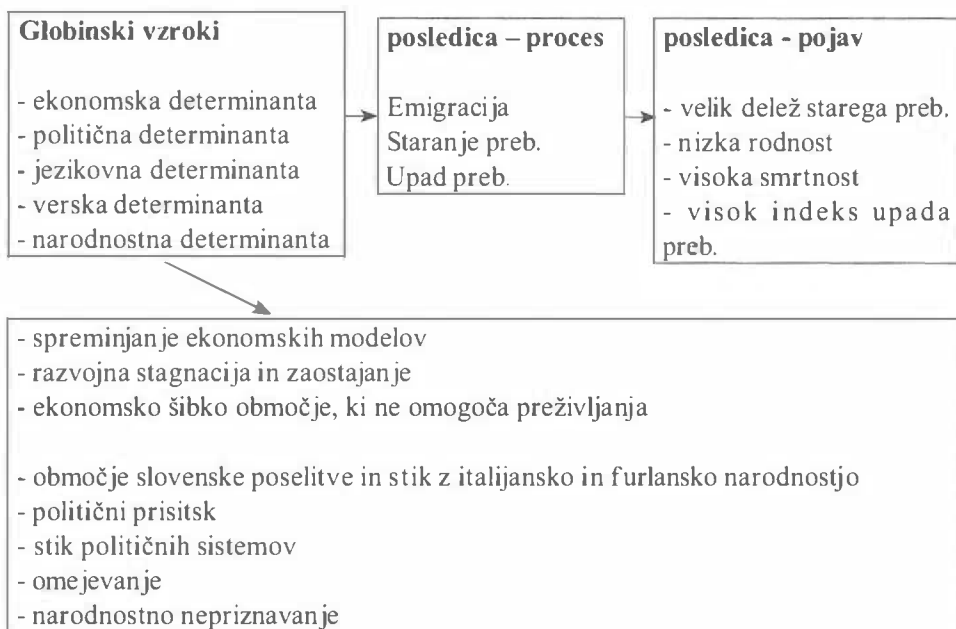 Globinski vzroki
- ekonomska determinanta
- politična determinanta
- jezikovna determinanta
- verska determinanta
- narodnostna determinanta
posledica – proces
Emigracija
Staranje preb.
Upad preb.
posledica - pojav
- velik delež starega preb.
- nizka rodnost
- visoka smrtnost
- visok indeks upada
preb.
- spreminjanje ekonomskih modelov
- razvojna stagnacija in zaostajanje
- ekonomsko šibko območje, ki ne omogoča preživljanja
- območje slovenske poselitve in stik z italijansko in furlansko narodnostjo
- politični prisitsk
- stik političnih sistemov
- omejevanje
- narodnostno nepriznavanje